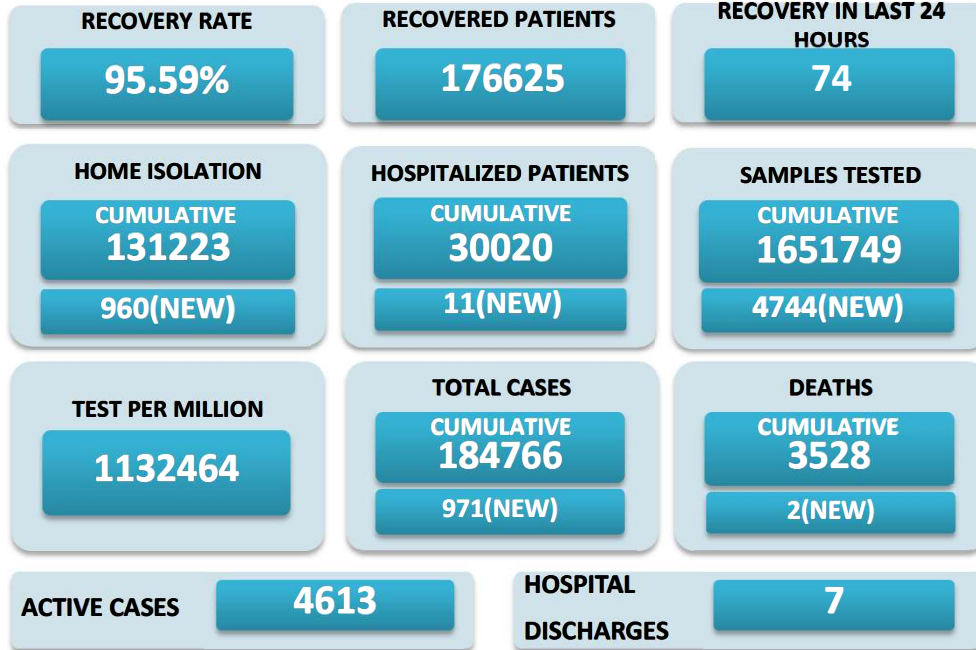 RECOVERY RATE
95.59%
RECOVERED PATIENTS
176625
RECOVERY IN LAST 24
HOURS
74
HOME ISOLATION
CUMULATIVE
131223
960(NEW)
HOSPITALIZED PATIENTS
CUMULATIVE
30020
11(NEW)
SAMPLES TESTED
CUMULATIVE
1651749
4744(NEW)
TEST PER MILLION
1132464
TOTAL CASES
CUMULATIVE
184766
971(NEW)
DEATHS
CUMULATIVE
3528
2(NEW)
ACTIVE CASES
4613
HOSPITAL
DISCHARGES
7